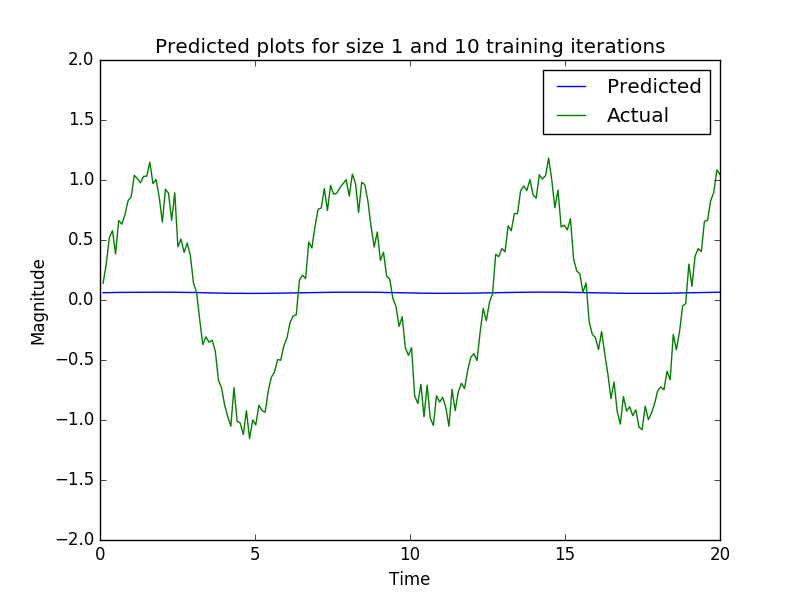 Predicted plots for size 1 and 10 training iterations
Predicted
Actual
2.0
1.5
1.0
0.5
0.0
−0.5
−1.0
−1.5
−2.0
Magnitude
0 5 10 15 20
Time